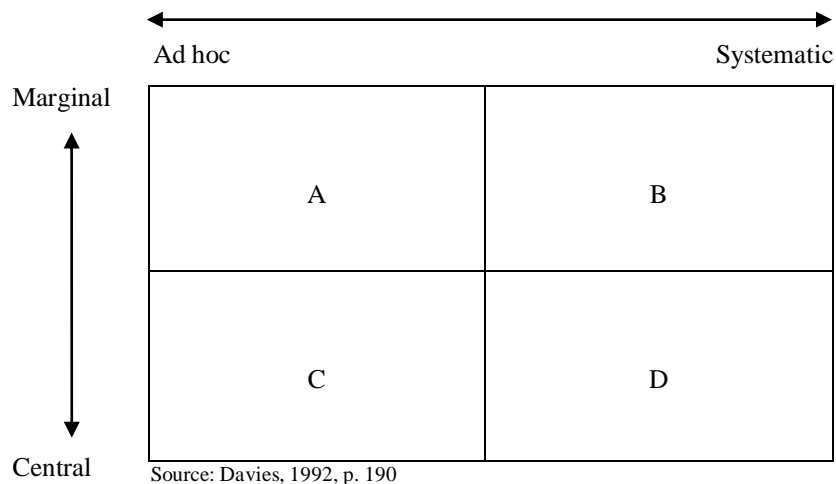 Ad hoc Systematic
Marginal
A B
C D
Central
Source: Davies, 1992, p. 190